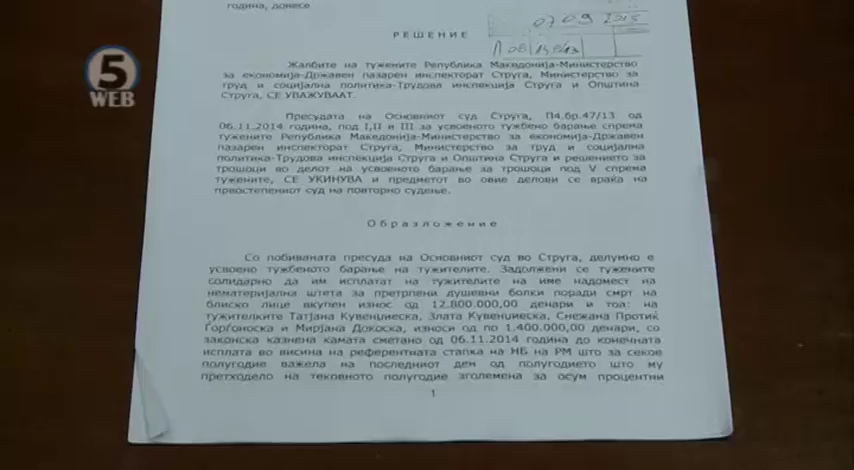 година, донесе
07 09 2015
РЕШЕНИЕ
5
WEB
Жалбите на тужените Република Македонија-Министерство
за економија-Државен пазарен инспекторат Струга, Министерство за
труд и социјална политика-Трудова инспекција Струга и Општина
Струга, СЕ УВАЖУВААТ.
Пресудата на Основниот суд Струга, П4.бр.47/13 од
06.11.2014 година, под I,II и III за усвоеното тужбено барање спрема
тужените Република Македонија-Министерство за економија-Државен
пазарен инспекторат Струга, Министерство за труд и социјална
политика-Трудова инспекција Струга и Општина Струга и решението за
трошоци во делот на усвоеното барање за трошоци под V спрема
тужените, СЕ УКИНУВА и предметот во овие делови се враќа на
првостепениот суд на повторно судење.
Образложение
Со побиваната пресуда на Основниот суд во Струга, делумно е
усвоено тужбеното барање на тужителите. Задолжени се тужените
солидарно да им исплатат на тужителите на име надомест на
нематеријална штета за претрпени душевни болки поради смрт на
блиско лице вкупен износ од 12.800.000,00 денари и тоа: на
тужителките Татјана Кувенџиеска, Злата Кувенџиеска, Снежана Протиќ
Ѓорѓоноска и Мирјана Докоска, износи од по 1.400.000,00 денари, со
законска казнена камата сметано од 06.11.2014 годината до конечната
исплата во висина на референтната стапка на НБ на РМ што за секое
полугодие важела на последниот ден од полугодието што му
претходело на тековното полугодие зголемена за осум процентни
1